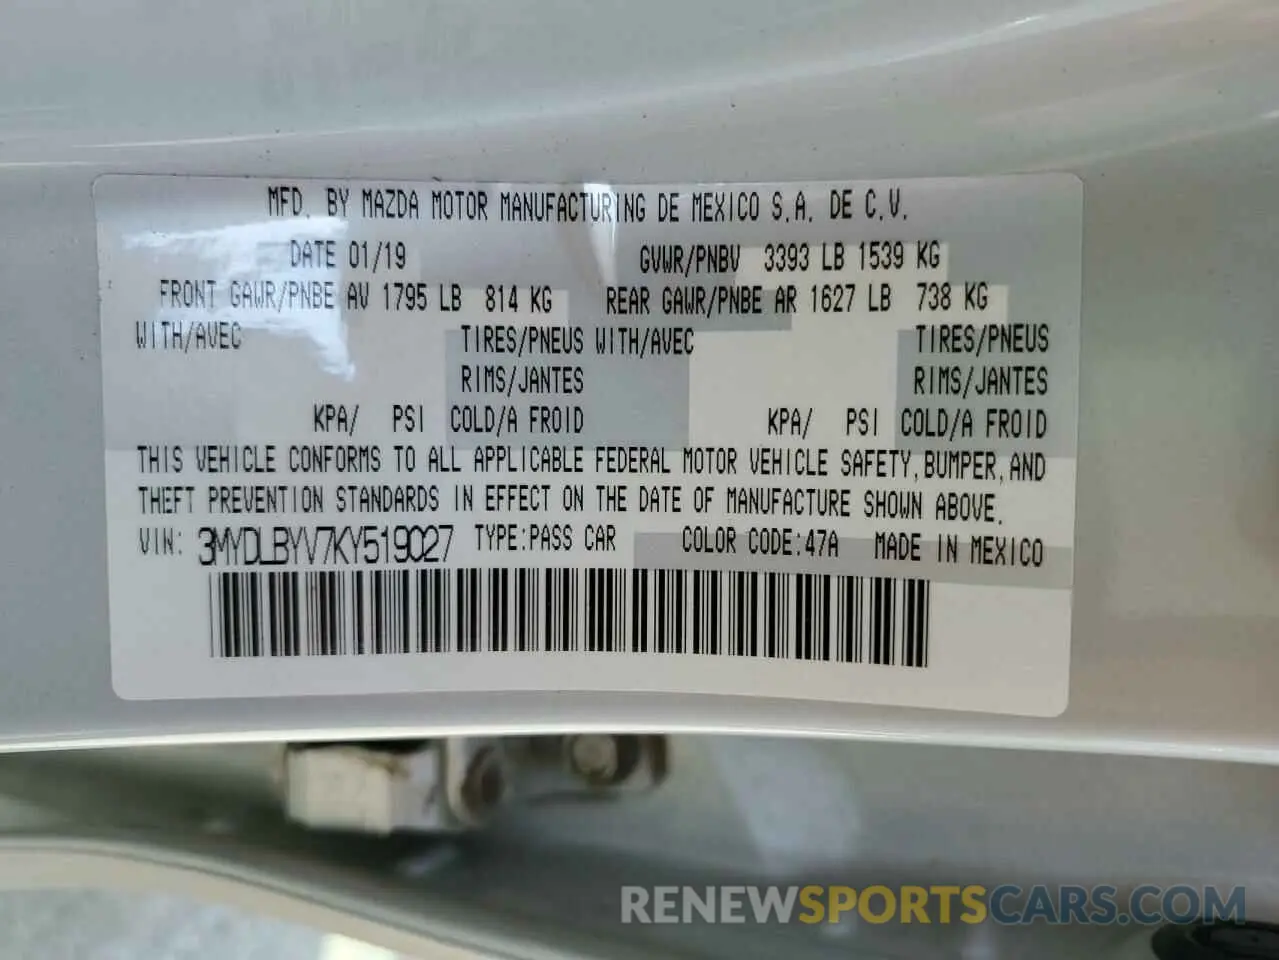 MFD. BY MAZDA MOTOR MANUFACTURING DE MEXICO S.A. DE C.V.
DATE 01/19 GVWR/PNBV 3393 LB 1539 KG
FRONT GAWR/PNBE AV 1795 LB 814 KG REAR GAWR/PNBE AR 1627 LB 738 KG
WITH/AVEC TIRES/PNEUS WITH/AVEC TIRES/PNEUS
RIMS/JANTES RIMS/JANTES
KPA/ PSI COLD/A FROID KPA/ PSI COLD/A FROID
THIS VEHICLE CONFORMS TO ALL APPLICABLE FEDERAL MOTOR VEHICLE SAFETY, BUMPER, AND
THEFT PREVENTION STANDARDS IN EFFECT ON THE DATE OF MANUFACTURE SHOWN ABOVE.
VIN: 3MYDLBYV7KY519027 TYPE:PASS CAR COLOR CODE:47A MADE IN MEXICO
RENEWSPORTSCARS.COM